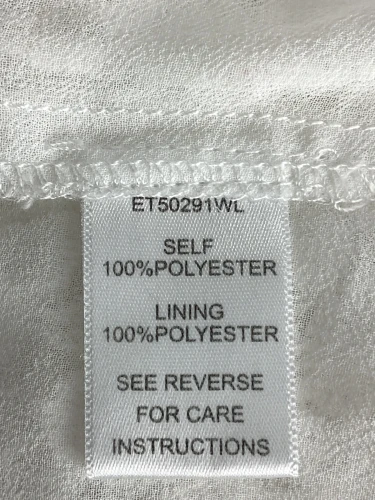 ET50291WL
SELF
100%POLYESTER
LINING
100%POLYESTER
SEE REVERSE
FOR CARE
INSTRUCTIONS